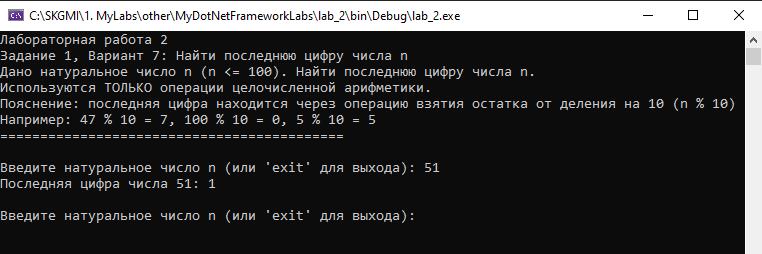 C:\SKGMI\1. MyLabs\other\MyDotNetFrameworkLabs\lab_2\bin\Debug\lab_2.exe
Лабораторная работа 2
Задание 1, Вариант 7: Найти последнюю цифру числа n
Дано натуральное число n (n <= 100). Найти последнюю цифру числа n.
Используются ТОЛЬКО операции целочисленной арифметики.
Пояснение: последняя цифра находится через операцию взятия остатка от деления на 10 (n % 10)
Например: 47 % 10 = 7, 100 % 10 = 0, 5 % 10 = 5
===========================================
Введите натуральное число n (или 'exit' для выхода): 51
Последняя цифра числа 51: 1
Введите натуральное число n (или 'exit' для выхода):